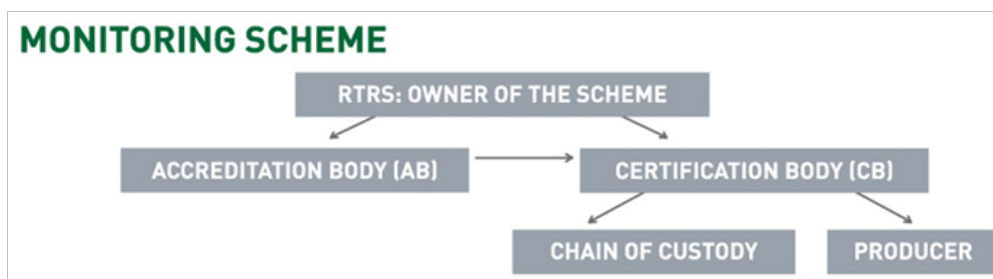 MONITORING SCHEME
RTRS: OWNER OF THE SCHEME
ACCREDITATION BODY (AB)
CERTIFICATION BODY (CB)
CHAIN OF CUSTODY
PRODUCER